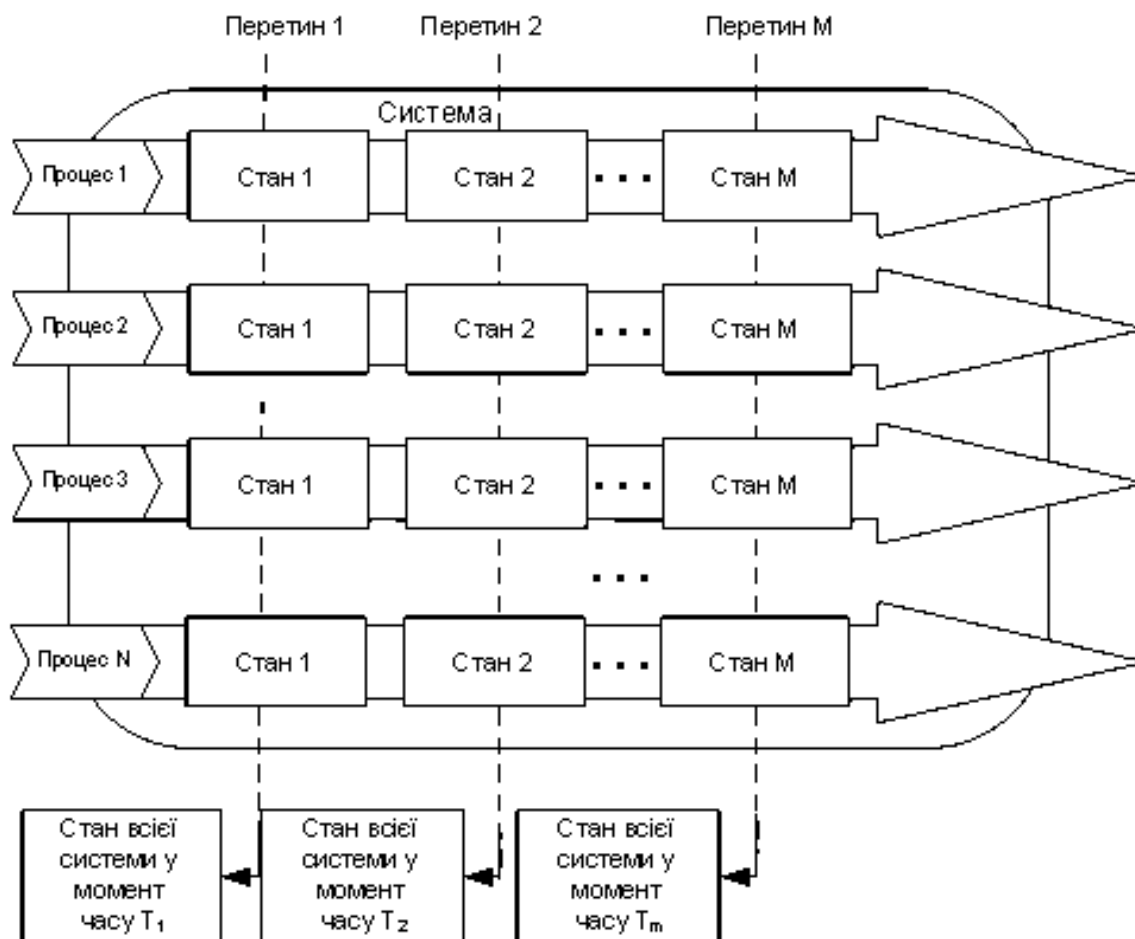 Перетин 1
Перетин 2
Перетин М
Система
Процес 1
Стан 1
Стан 2
...
Стан М
Процес 2
Стан 1
Стан 2
...
Стан М
Процес 3
Стан 1
Стан 2
...
Стан М
...
Процес N
Стан 1
Стан 2
...
Стан М
Стан всієї
системи у
момент
часу T₁
Стан всієї
системи у
момент
часу T₂
Стан всієї
системи у
момент
часу Tₘ